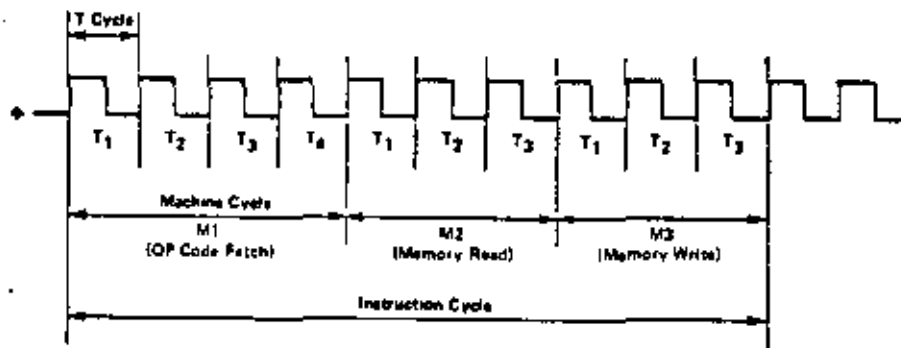 T Cycle
Φ
T1 T2 T3 T4 T1 T2 T3 T1 T2 T3
Machine Cycle
M1
(OP Code Fetch)
M2
(Memory Read)
M3
(Memory Write)
Instruction Cycle